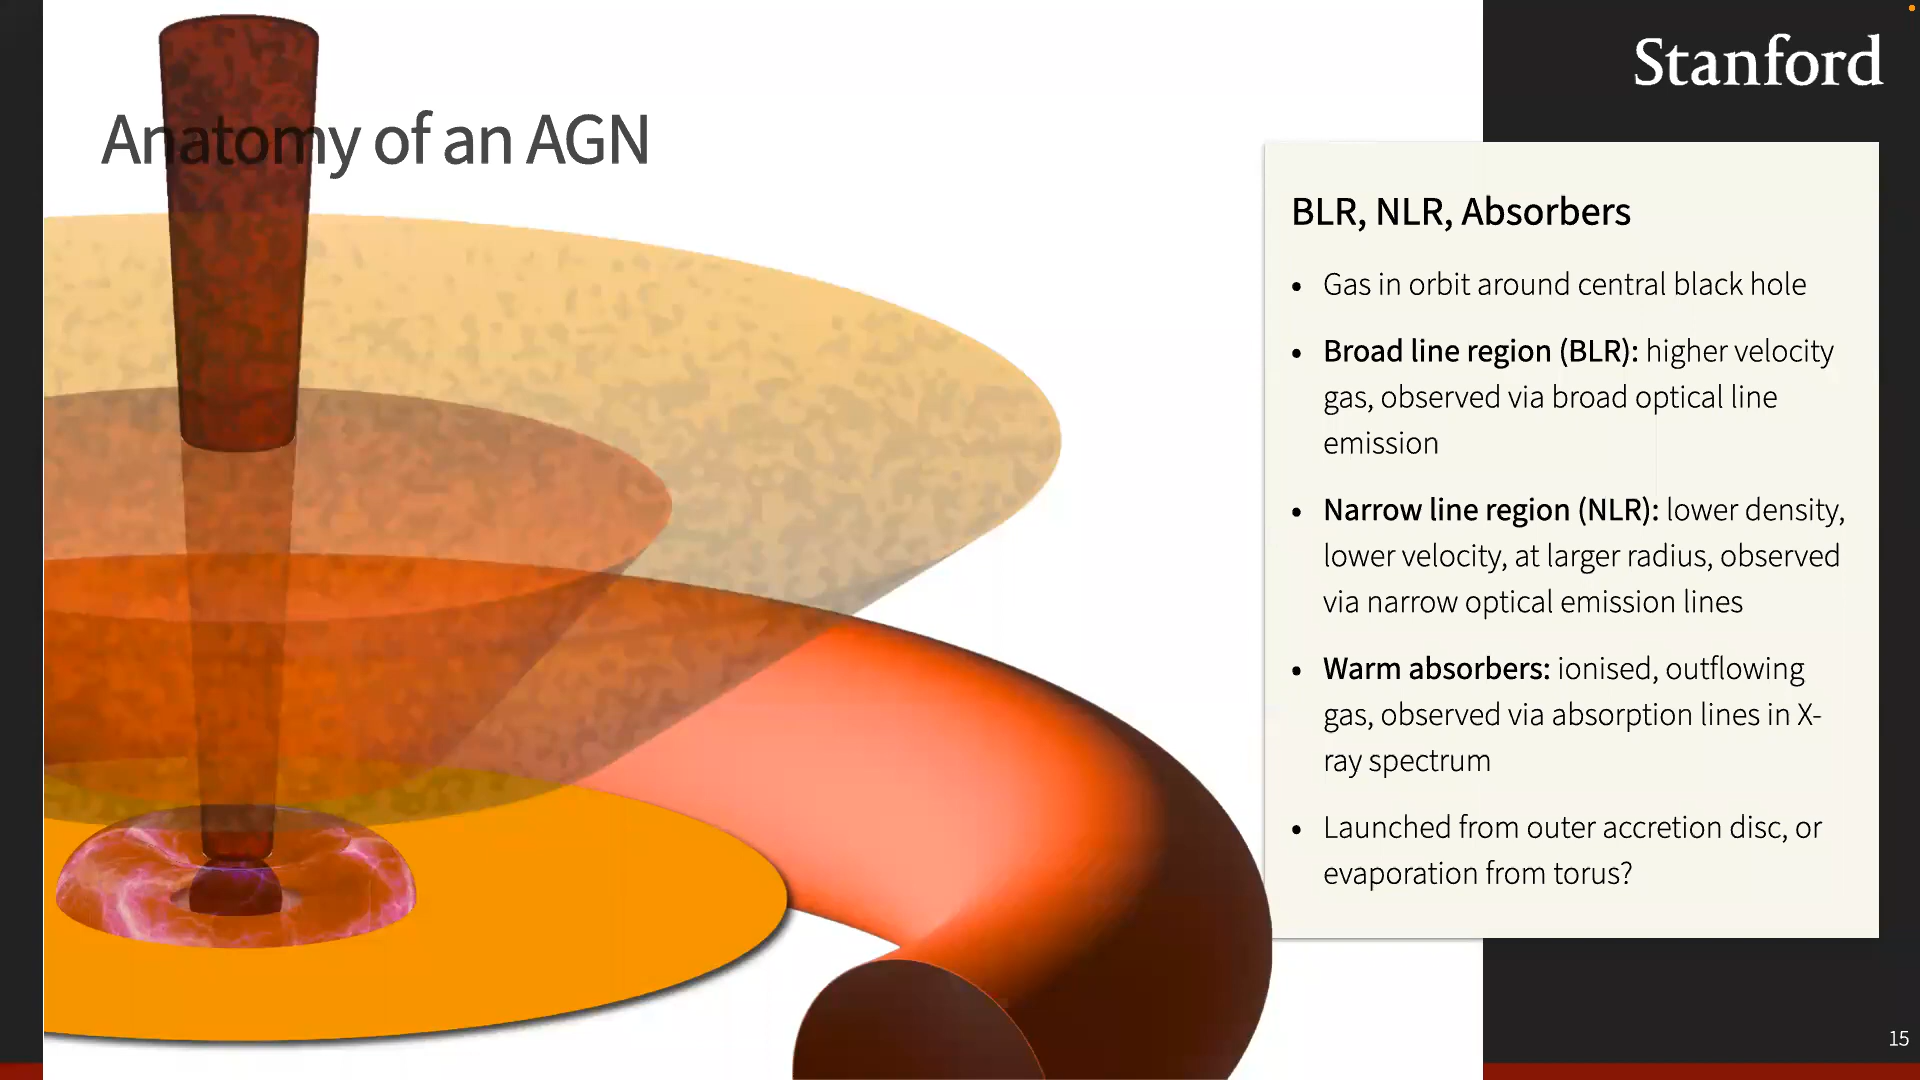 Stanford
Anatomy of an AGN
BLR, NLR, Absorbers
• Gas in orbit around central black hole
• Broad line region (BLR): higher velocity
gas, observed via broad optical line
emission
• Narrow line region (NLR): lower density,
lower velocity, at larger radius, observed
via narrow optical emission lines
• Warm absorbers: ionised, outflowing
gas, observed via absorption lines in X-
ray spectrum
• Launched from outer accretion disc, or
evaporation from torus?
15